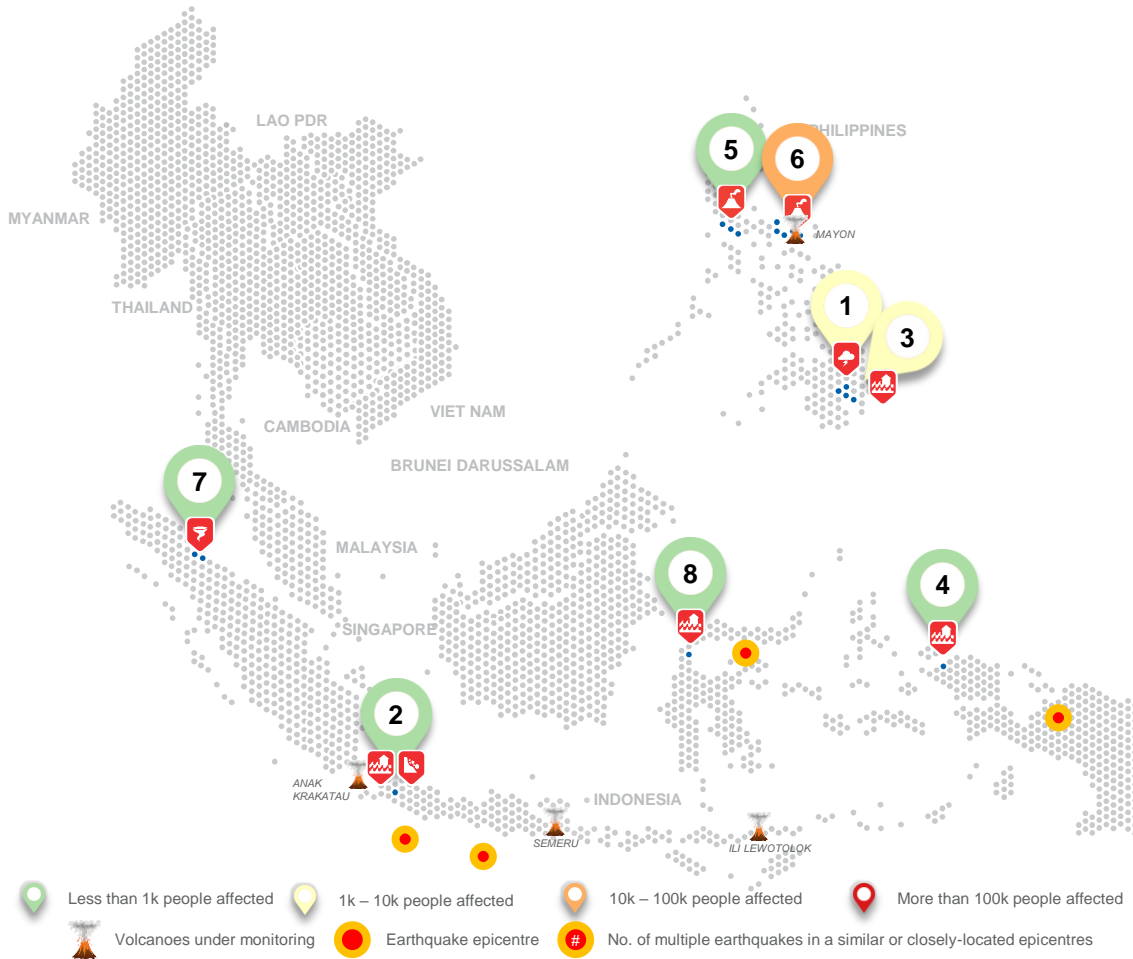 LAO PDR
PHILIPPINES
5
6
MYANMAR
MAYON
THAILAND
1
3
VIET NAM
CAMBODIA
BRUNEI DARUSSALAM
7
MALAYSIA
8
4
SINGAPORE
2
ANAK
KRAKATAU
INDONESIA
SEMERU
ILI LEWOTOLOK
Less than 1k people affected
1k – 10k people affected
10k – 100k people affected
More than 100k people affected
Volcanoes under monitoring
Earthquake epicentre
#
No. of multiple earthquakes in a similar or closely-located epicentres